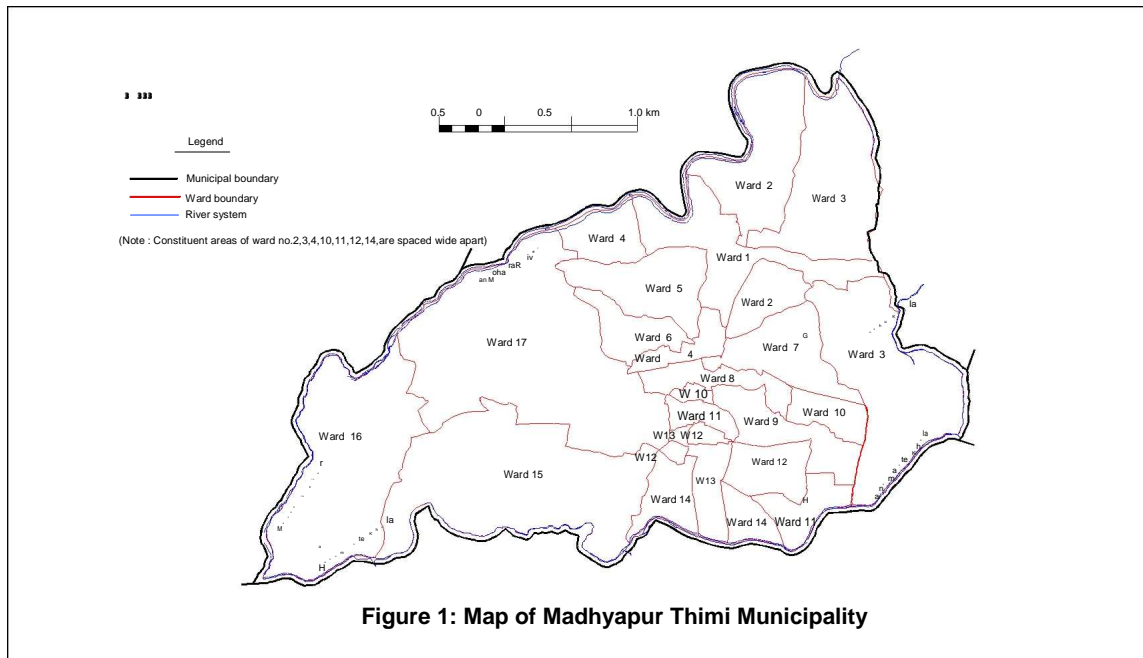 0.5 0 0.5 1.0 km
Legend
Municipal boundary
Ward boundary
River system
(Note : Constituent areas of ward no.2,3,4,10,11,12,14,are spaced wide apart)
Ward 2
Ward 3
Ward 4
Ward 1
Ward 5
Ward 2
Ward 17
Ward 6
Ward 4
Ward 7
G
Ward 3
la
Ward 8
W 10
Ward 11
Ward 9
Ward 10
Ward 16
W13 W12
W12
Ward 12
Ward 15
W13
Ward 14
Ward 14
Ward 11
H
r
M
la
te
H
Figure 1: Map of Madhyapur Thimi Municipality